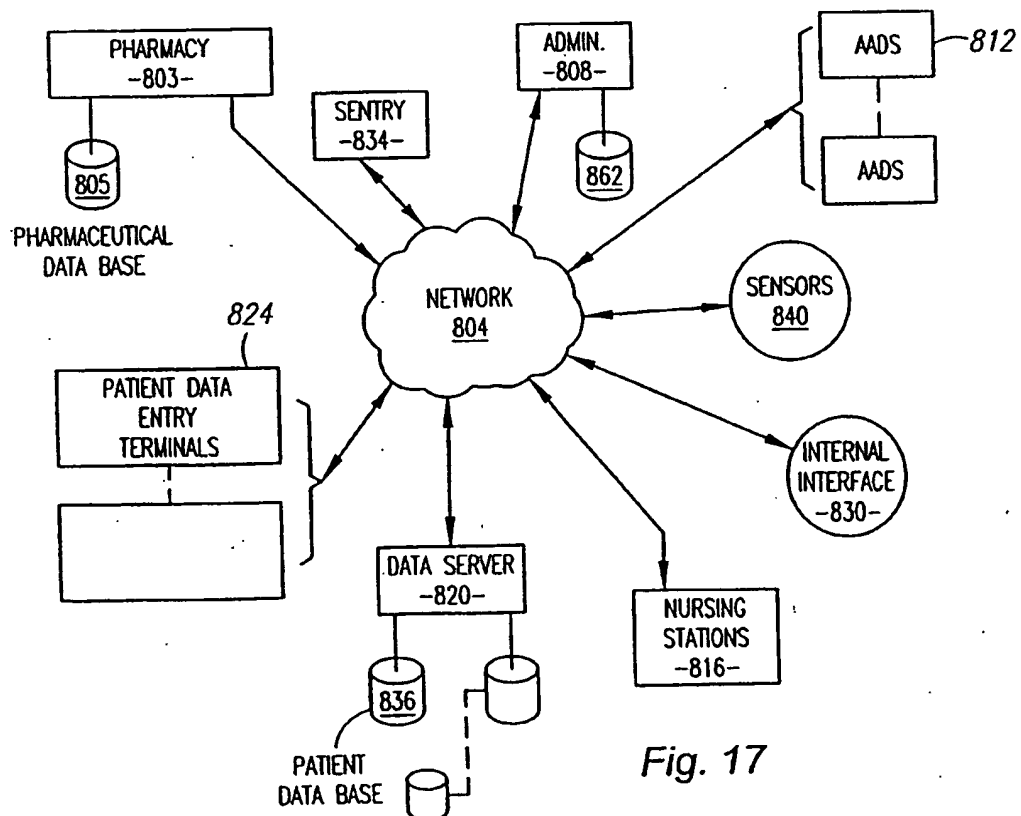 PHARMACY
-803-
805
PHARMACEUTICAL
DATA BASE
SENTRY
-834-
ADMIN.
-808-
862
AADS
812
AADS
NETWORK
804
SENSORS
840
824
PATIENT DATA
ENTRY
TERMINALS
INTERNAL
INTERFACE
-830-
DATA SERVER
-820-
NURSING
STATIONS
-816-
836
PATIENT
DATA BASE
Fig. 17